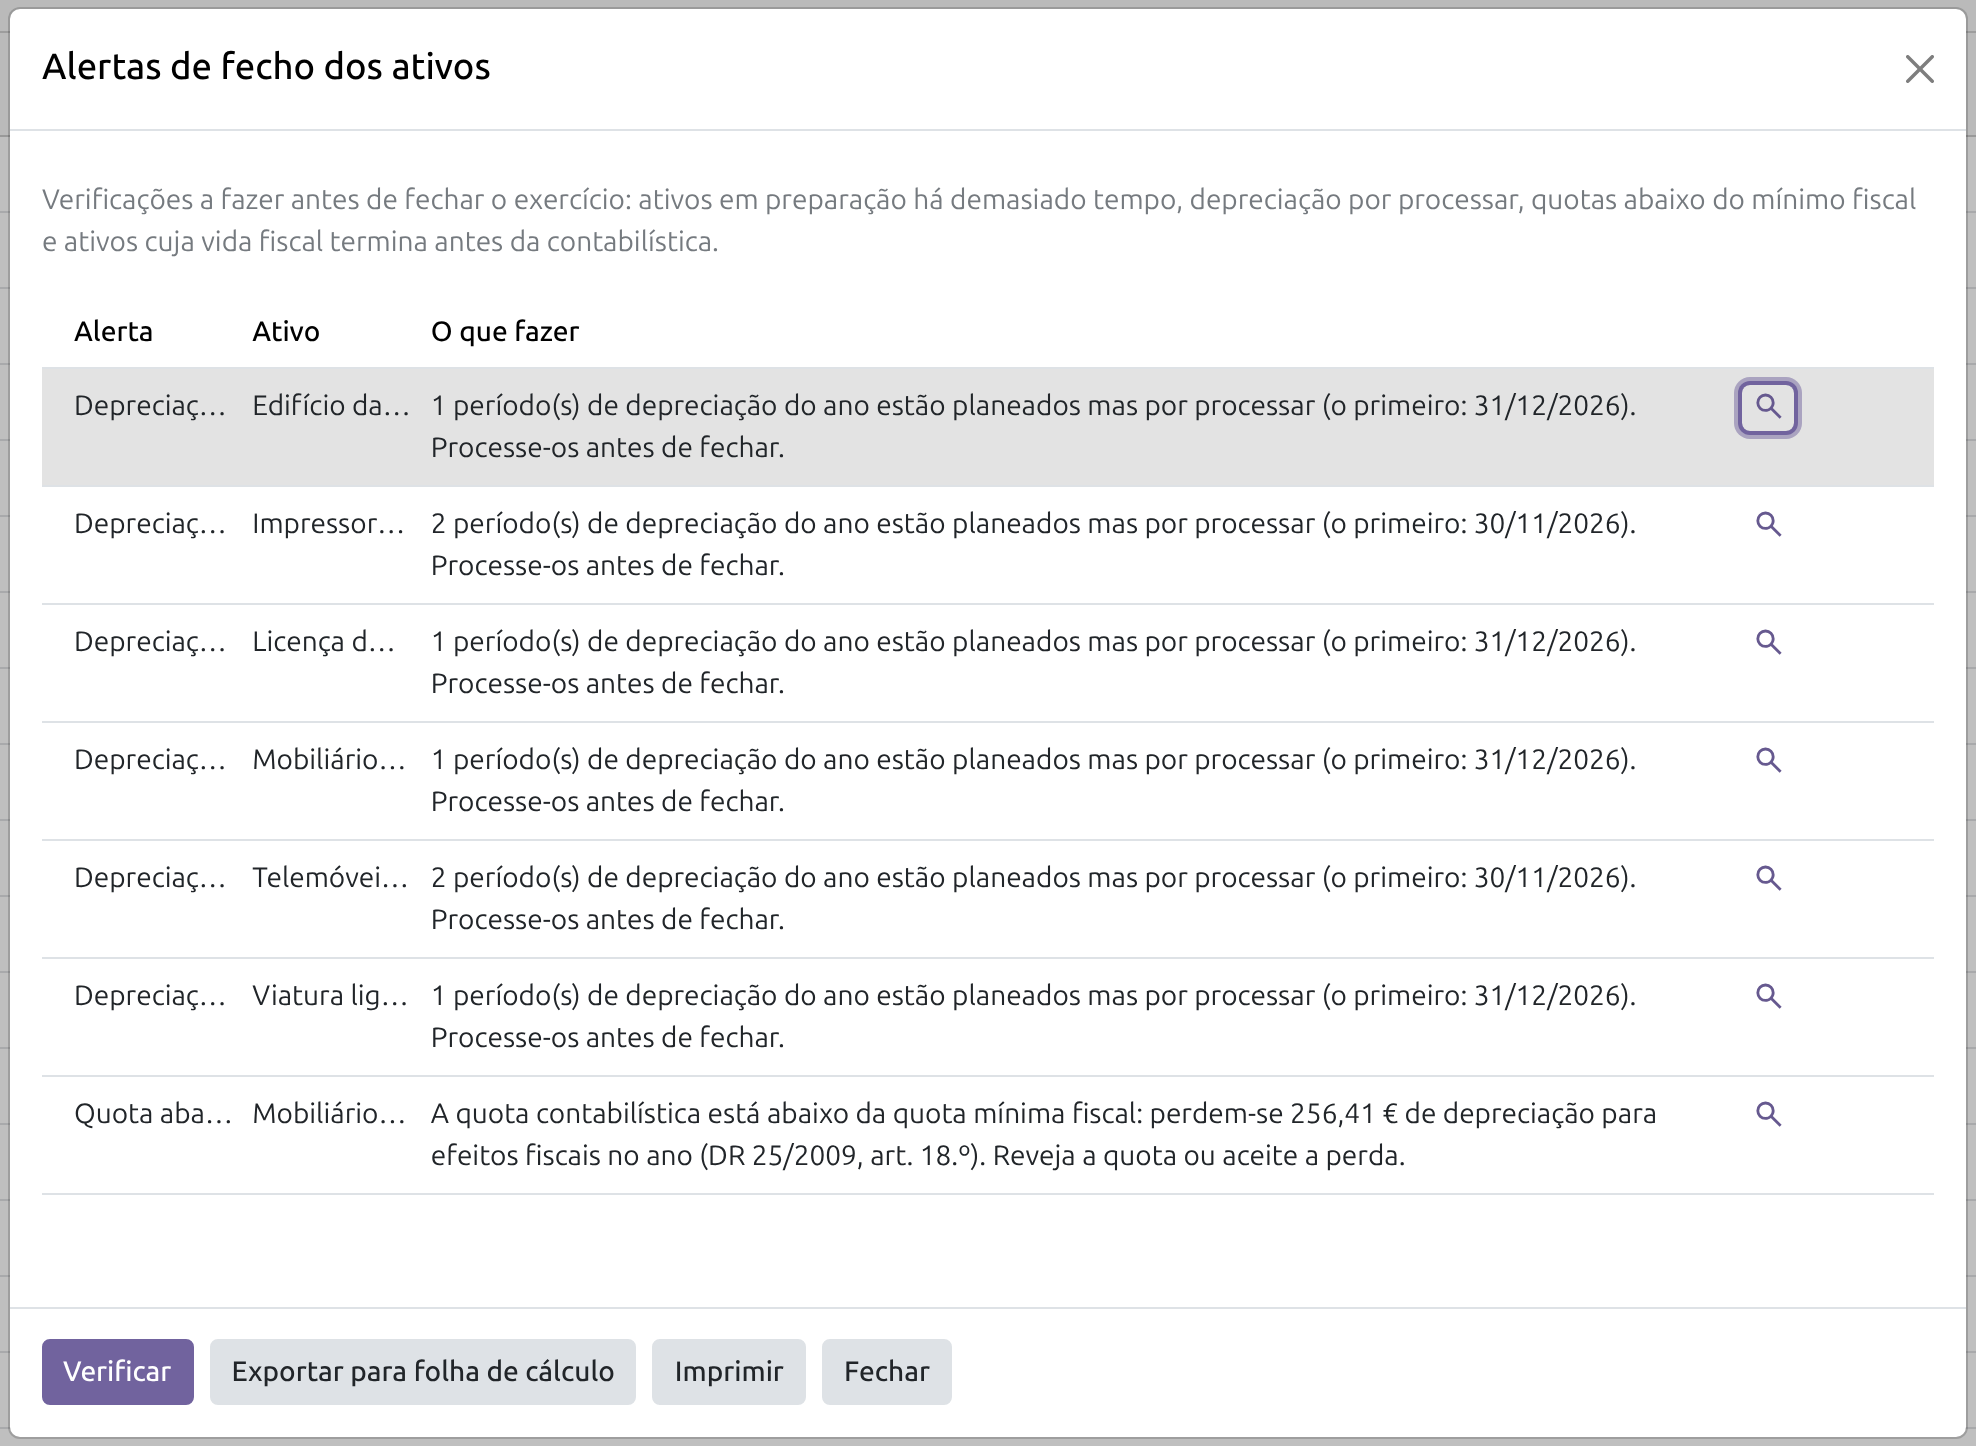 Alertas de fecho dos ativos
Verificações a fazer antes de fechar o exercício: ativos em preparação há demasiado tempo, depreciação por processar, quotas abaixo do mínimo fiscal
e ativos cuja vida fiscal termina antes da contabilística.
Alerta Ativo O que fazer
Depreciaç... Edifício da... 1 período(s) de depreciação do ano estão planeados mas por processar (o primeiro: 31/12/2026).
Processe-os antes de fechar.
Depreciaç... Impressor... 2 período(s) de depreciação do ano estão planeados mas por processar (o primeiro: 30/11/2026).
Processe-os antes de fechar.
Depreciaç... Licença d... 1 período(s) de depreciação do ano estão planeados mas por processar (o primeiro: 31/12/2026).
Processe-os antes de fechar.
Depreciaç... Mobiliário... 1 período(s) de depreciação do ano estão planeados mas por processar (o primeiro: 31/12/2026).
Processe-os antes de fechar.
Depreciaç... Telemóvei... 2 período(s) de depreciação do ano estão planeados mas por processar (o primeiro: 30/11/2026).
Processe-os antes de fechar.
Depreciaç... Viatura lig... 1 período(s) de depreciação do ano estão planeados mas por processar (o primeiro: 31/12/2026).
Processe-os antes de fechar.
Quota aba... Mobiliário... A quota contabilística está abaixo da quota mínima fiscal: perdem-se 256,41 € de depreciação para
efeitos fiscais no ano (DR 25/2009, art. 18.º). Reveja a quota ou aceite a perda.
Verificar Exportar para folha de cálculo Imprimir Fechar